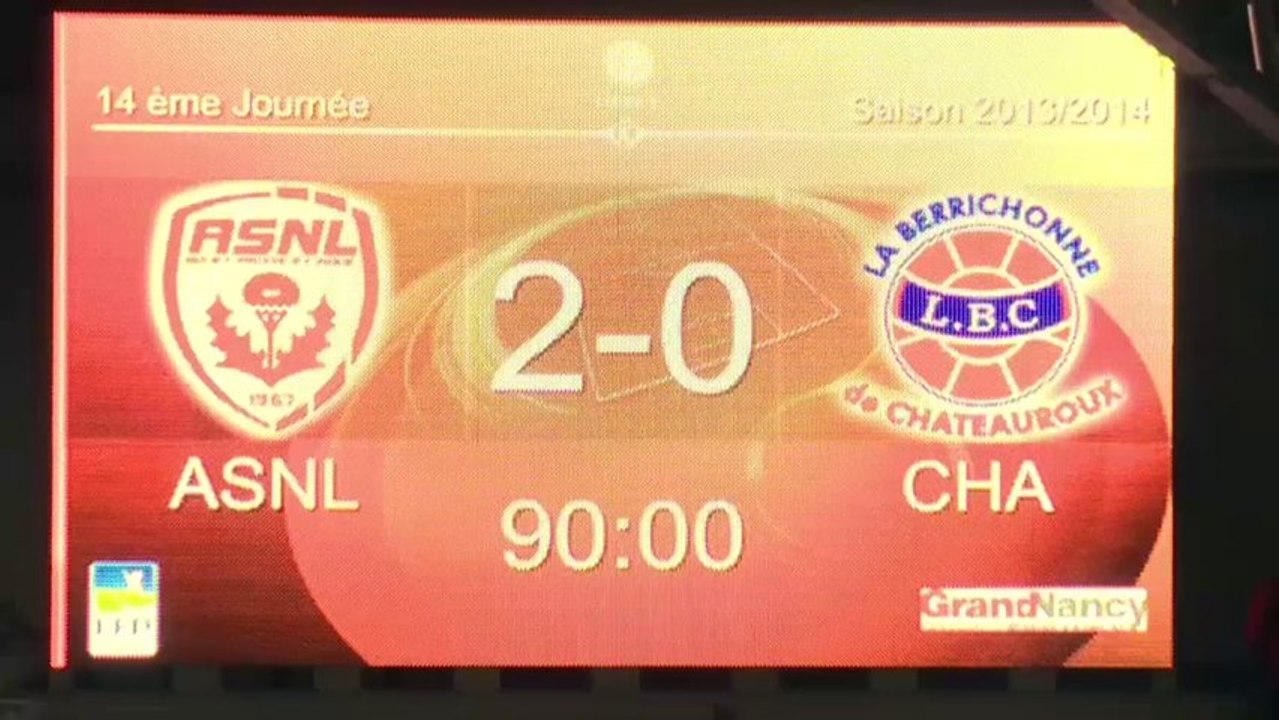 14 ème Journée
Saison 2013/2014
ASNL
1967
2-0
LA BERRICHONNE
L.B.C
de CHATEAUROUX
ASNL
CHA
90:00
LFP
GrandNancy